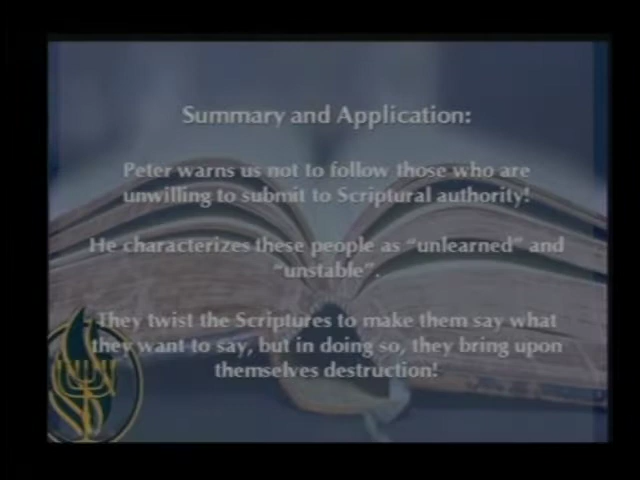 Summary and Application:
Peter warns us not to follow those who are
unwilling to submit to Scriptural authority!
He characterizes these people as “unlearned” and
“unstable”.
They twist the Scriptures to make them say what
they want to say, but in doing so, they bring upon
themselves destruction!